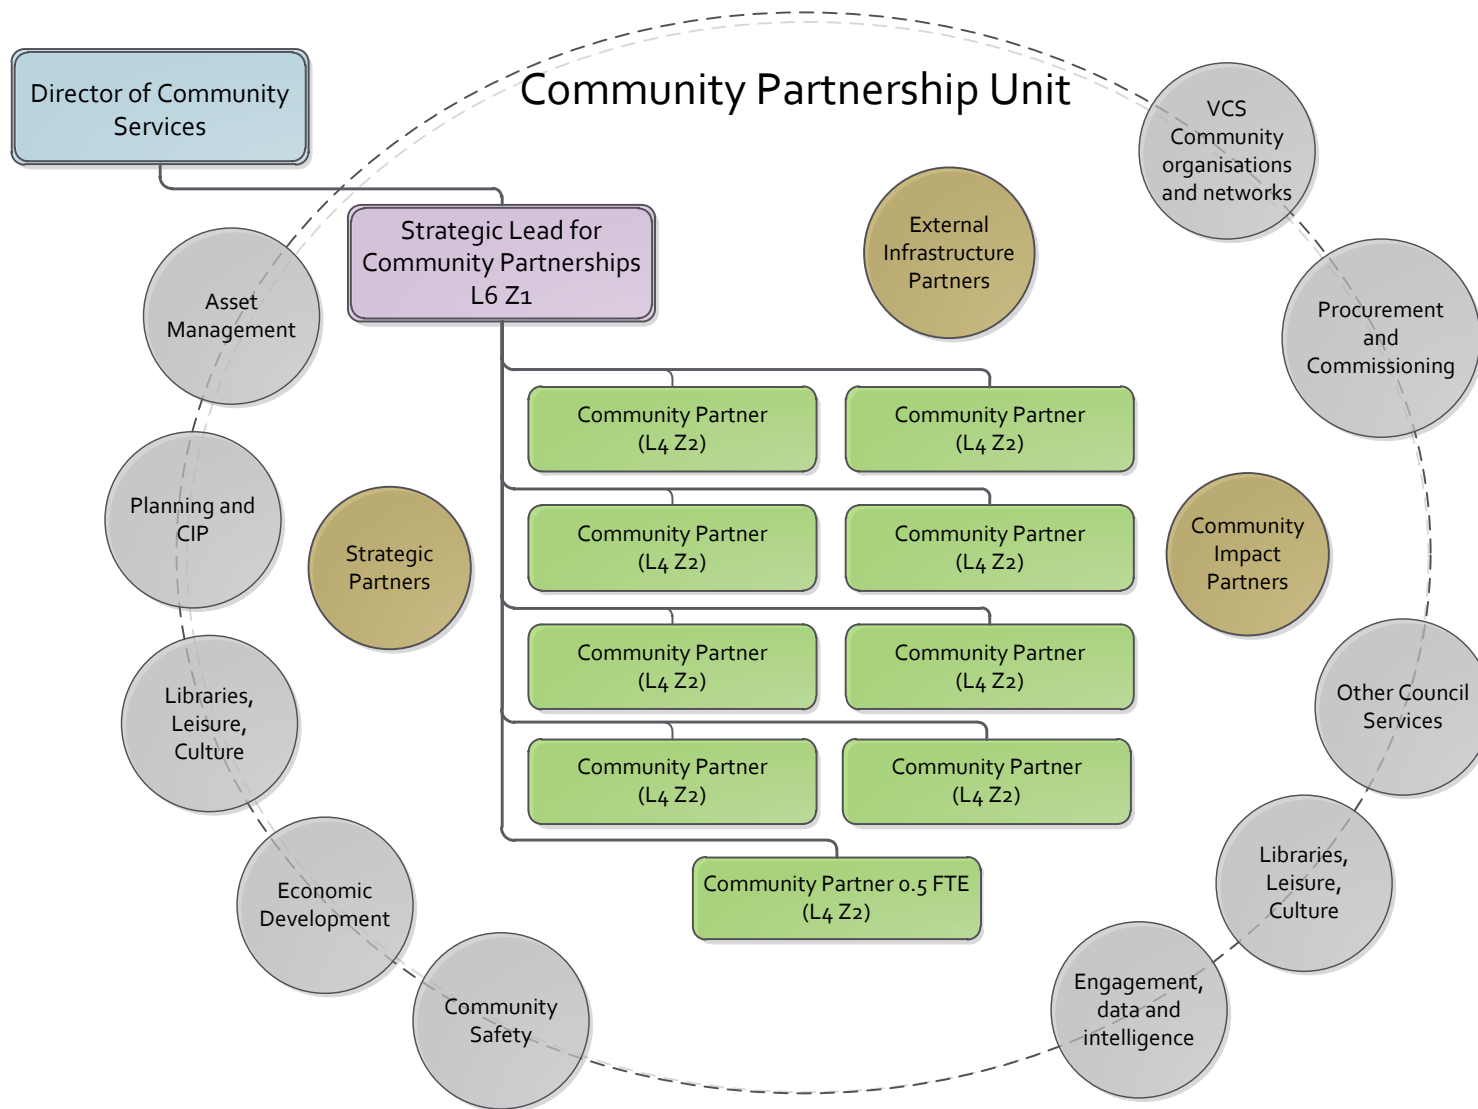 Community Partnership Unit
Director of Community
Services
Strategic Lead for
Community Partnerships
L6 Z1
VCS
Community
organisations
and networks
External
Infrastructure
Partners
Asset
Management
Procurement
and
Commissioning
Community Partner
(L4 Z2)
Community Partner
(L4 Z2)
Planning and
CIP
Strategic
Partners
Community Partner
(L4 Z2)
Community Partner
(L4 Z2)
Community
Impact
Partners
Libraries,
Leisure,
Culture
Community Partner
(L4 Z2)
Community Partner
(L4 Z2)
Other Council
Services
Community Partner
(L4 Z2)
Community Partner
(L4 Z2)
Economic
Development
Community Partner 0.5 FTE
(L4 Z2)
Libraries,
Leisure,
Culture
Community
Safety
Engagement,
data and
intelligence